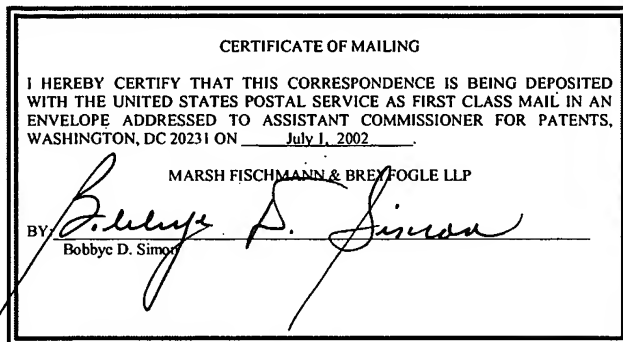 CERTIFICATE OF MAILING
I HEREBY CERTIFY THAT THIS CORRESPONDENCE IS BEING DEPOSITED
WITH THE UNITED STATES POSTAL SERVICE AS FIRST CLASS MAIL IN AN
ENVELOPE ADDRESSED TO ASSISTANT COMMISSIONER FOR PATENTS,
WASHINGTON, DC 20231 ON July 1, 2002.
MARSH FISCHMANN & BREYFOGLE LLP
BY: Bobbye D. Simon
Bobbye D. Simon